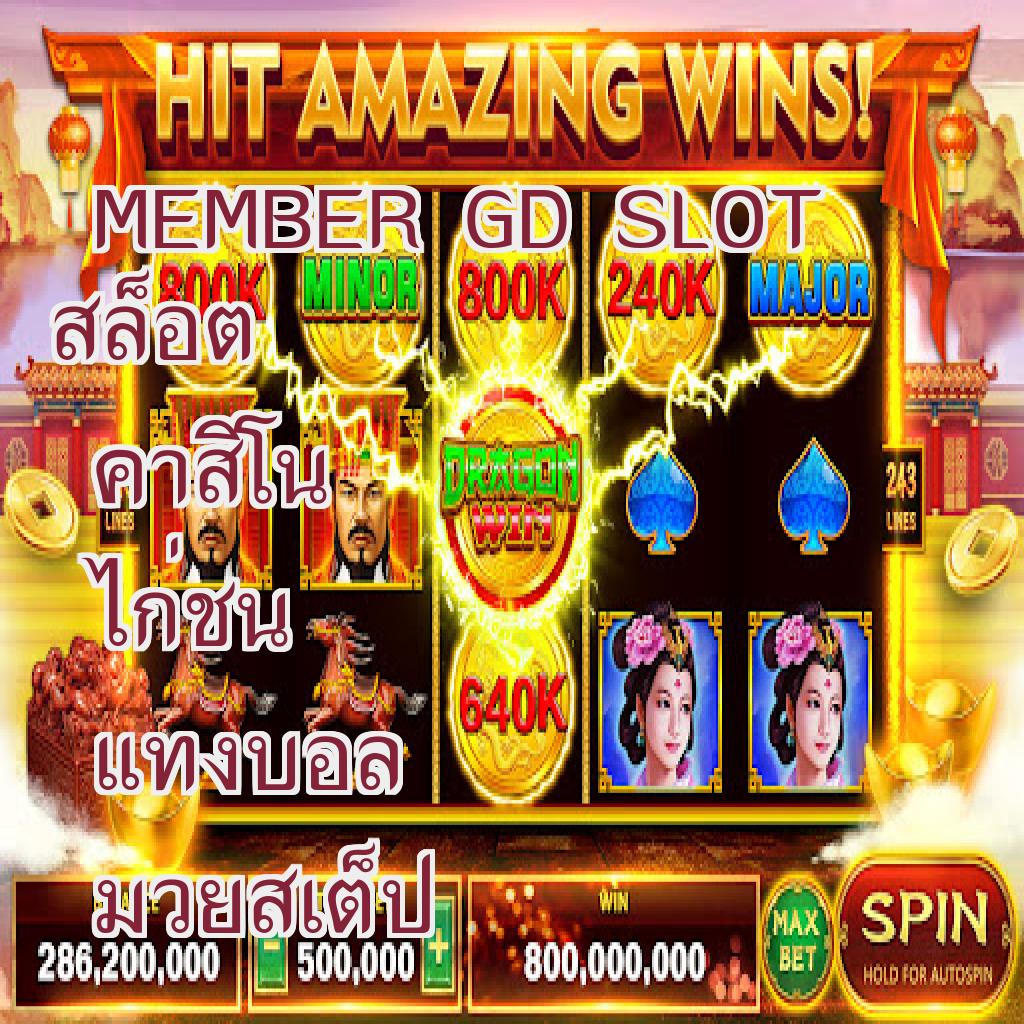 HIT AMAZING WINS!
MEMBER GD SLOT
800K MINOR 800K 240K MAJOR
สล็อต
คาสิโน
DRAGON WIN
243 LINES
LINES
ไก่ชน
640K
แทงบอล
มวยสเต็ป
WIN
286,200,000 - 500,000 + 800,000,000
MAX BET
SPIN
HOLD FOR AUTOSPIN